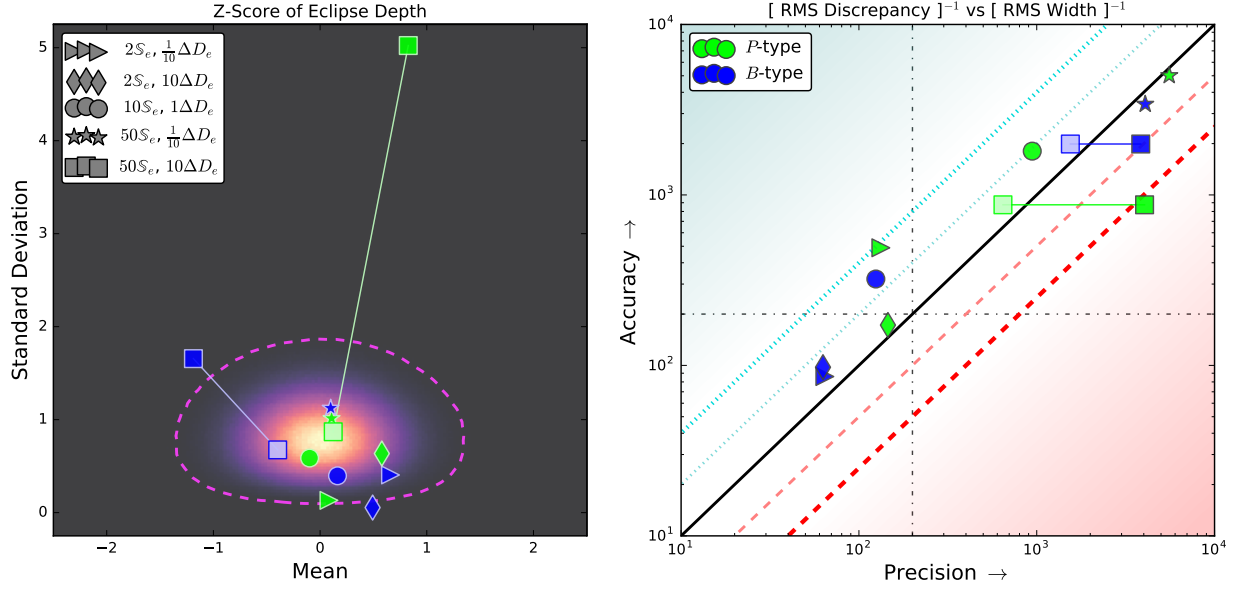 Z-Score of Eclipse Depth
2𝕊ₑ, 1/10 ΔDₑ
2𝕊ₑ, 10ΔDₑ
10𝕊ₑ, 1ΔDₑ
50𝕊ₑ, 1/10 ΔDₑ
50𝕊ₑ, 10ΔDₑ
5
4
3
2
1
0
Standard Deviation
−2 −1 0 1 2
Mean
[ RMS Discrepancy ]⁻¹ vs [ RMS Width ]⁻¹
P-type
B-type
10⁴
10³
10²
10¹
Accuracy →
10¹ 10² 10³ 10⁴
Precision →